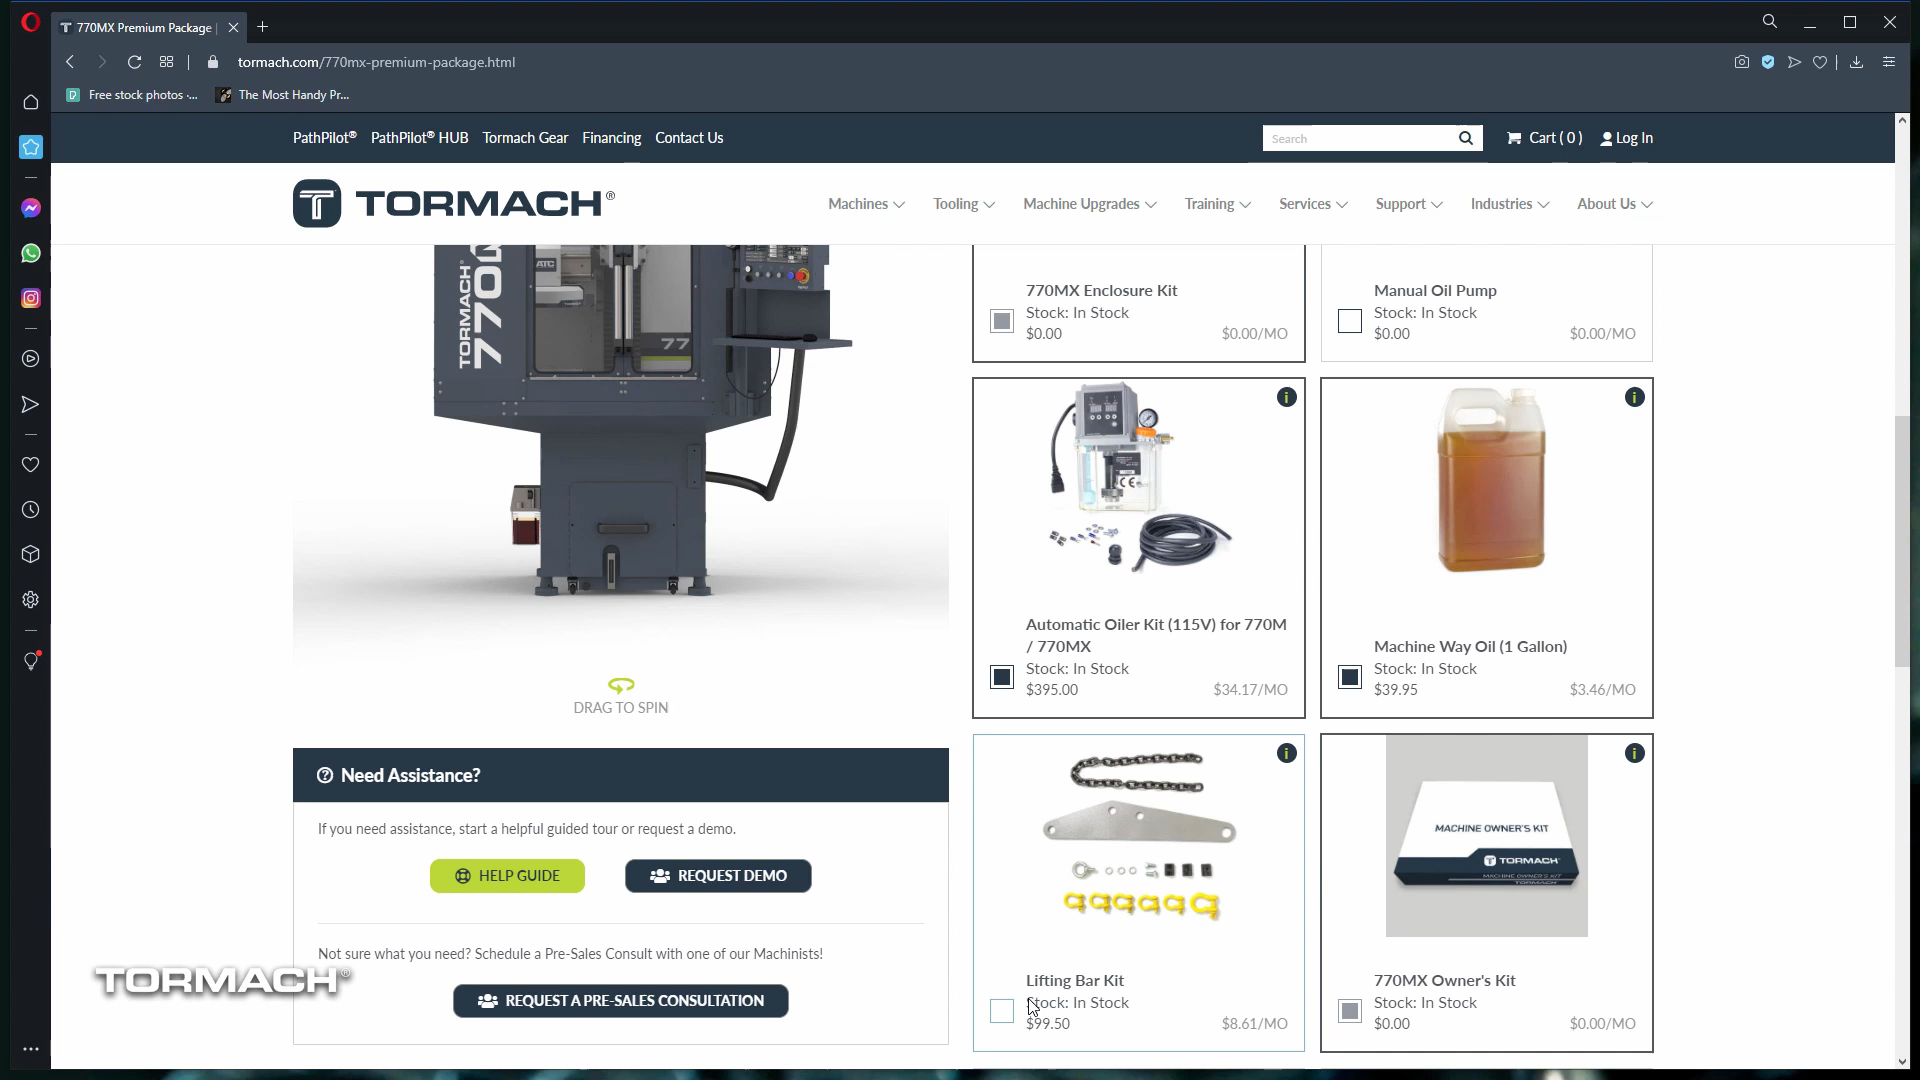 770MX Premium Package |
tormach.com/770mx-premium-package.html
Free stock photos -...
The Most Handy Pr...
PathPilot® PathPilot® HUB Tormach Gear Financing Contact Us
Search
Cart ( 0 )
Log In
TORMACH®
Machines
Tooling
Machine Upgrades
Training
Services
Support
Industries
About Us
ATC
TORMACH®
77
770MX Enclosure Kit
Stock: In Stock
$0.00 $0.00/MO
Manual Oil Pump
Stock: In Stock
$0.00 $0.00/MO
Automatic Oiler Kit (115V) for 770M
/ 770MX
Stock: In Stock
$395.00 $34.17/MO
Machine Way Oil (1 Gallon)
Stock: In Stock
$39.95 $3.46/MO
DRAG TO SPIN
Need Assistance?
If you need assistance, start a helpful guided tour or request a demo.
HELP GUIDE
REQUEST DEMO
Not sure what you need? Schedule a Pre-Sales Consult with one of our Machinists!
REQUEST A PRE-SALES CONSULTATION
TORMACH®
Lifting Bar Kit
Stock: In Stock
$99.50 $8.61/MO
MACHINE OWNER'S KIT
TORMACH
MACHINE OWNER'S KIT
TORMACH
770MX Owner's Kit
Stock: In Stock
$0.00 $0.00/MO